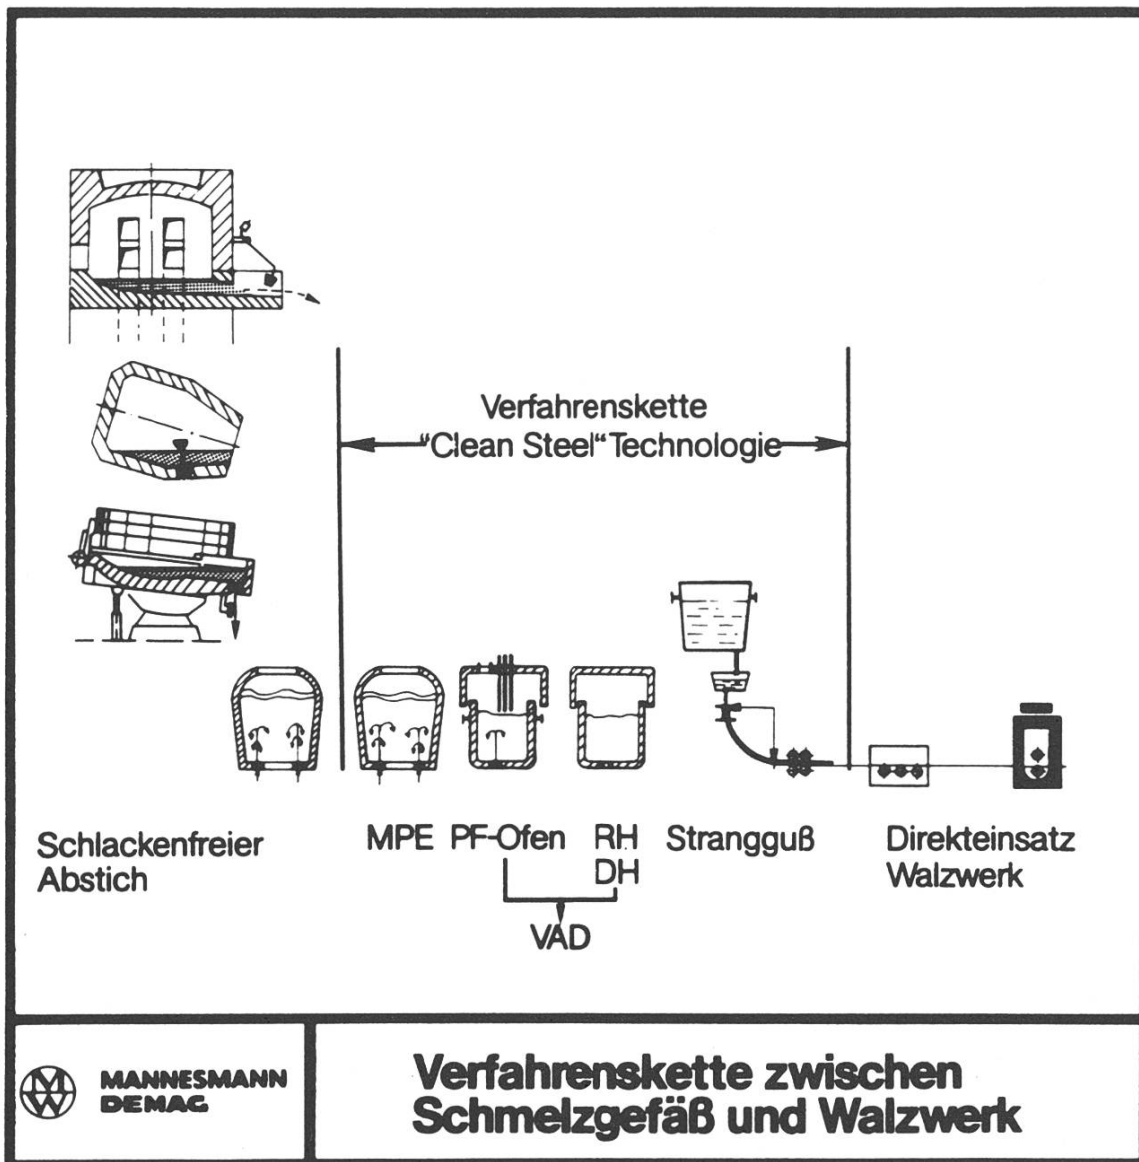 Verfahrenskette
"Clean Steel“ Technologie
Schlackenfreier
Abstich
MPE
PF-Ofen
RH
DH
VAD
Strangguß
Direkteinsatz
Walzwerk
MW
MANNESMANN
DEMAG
Verfahrenskette zwischen
Schmelzgefäß und Walzwerk